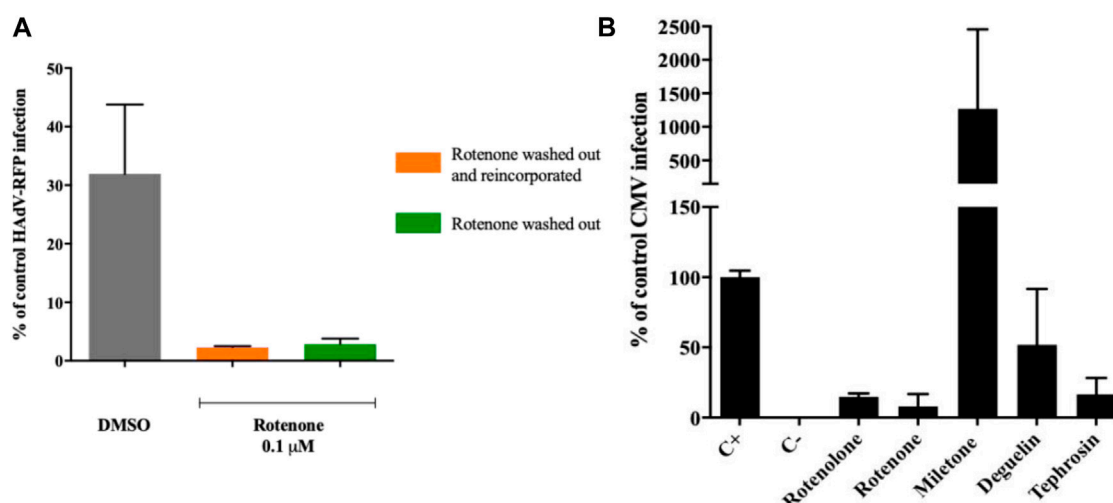 A
% of control HAdV-RFP infection
50
40
30
20
10
0
DMSO
Rotenone
0.1 μM
Rotenone washed out
and reincorporated
Rotenone washed out
B
% of control CMV infection
2500
2000
1500
1000
500
150
100
50
0
C+
C-
Rotenolone
Rotenone
Miletone
Deguelin
Tephrosin